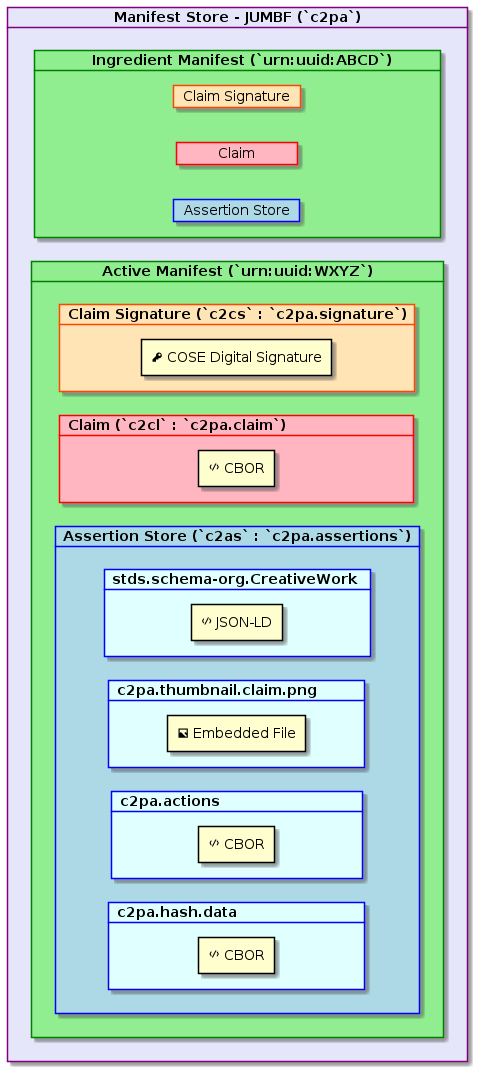 Manifest Store - JUMBF (`c2pa`)
Ingredient Manifest (`urn:uuid:ABCD`)
Claim Signature
Claim
Assertion Store
Active Manifest (`urn:uuid:WXYZ`)
Claim Signature (`c2cs` : `c2pa.signature`)
COSE Digital Signature
Claim (`c2cl` : `c2pa.claim`)
CBOR
Assertion Store (`c2as` : `c2pa.assertions`)
stds.schema-org.CreativeWork
JSON-LD
c2pa.thumbnail.claim.png
Embedded File
c2pa.actions
CBOR
c2pa.hash.data
CBOR